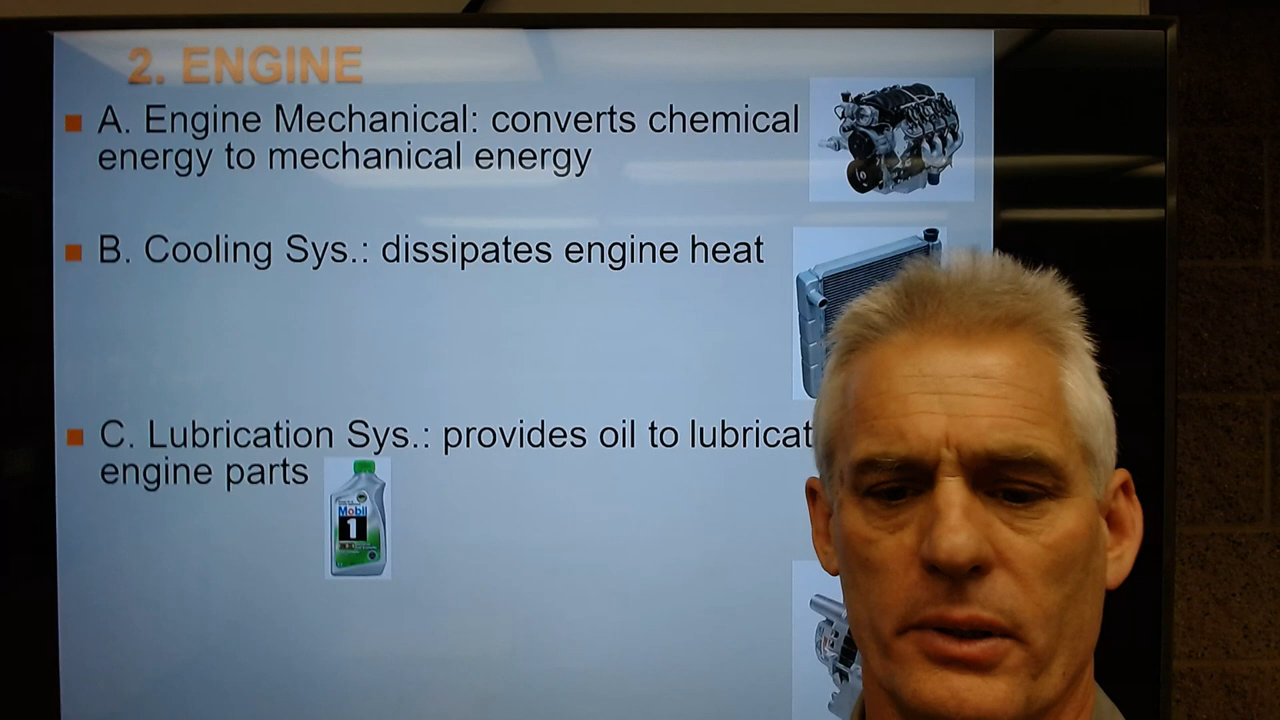 2. ENGINE
A. Engine Mechanical: converts chemical
energy to mechanical energy
B. Cooling Sys.: dissipates engine heat
C. Lubrication Sys.: provides oil to lubricat
engine parts
Mobil
1